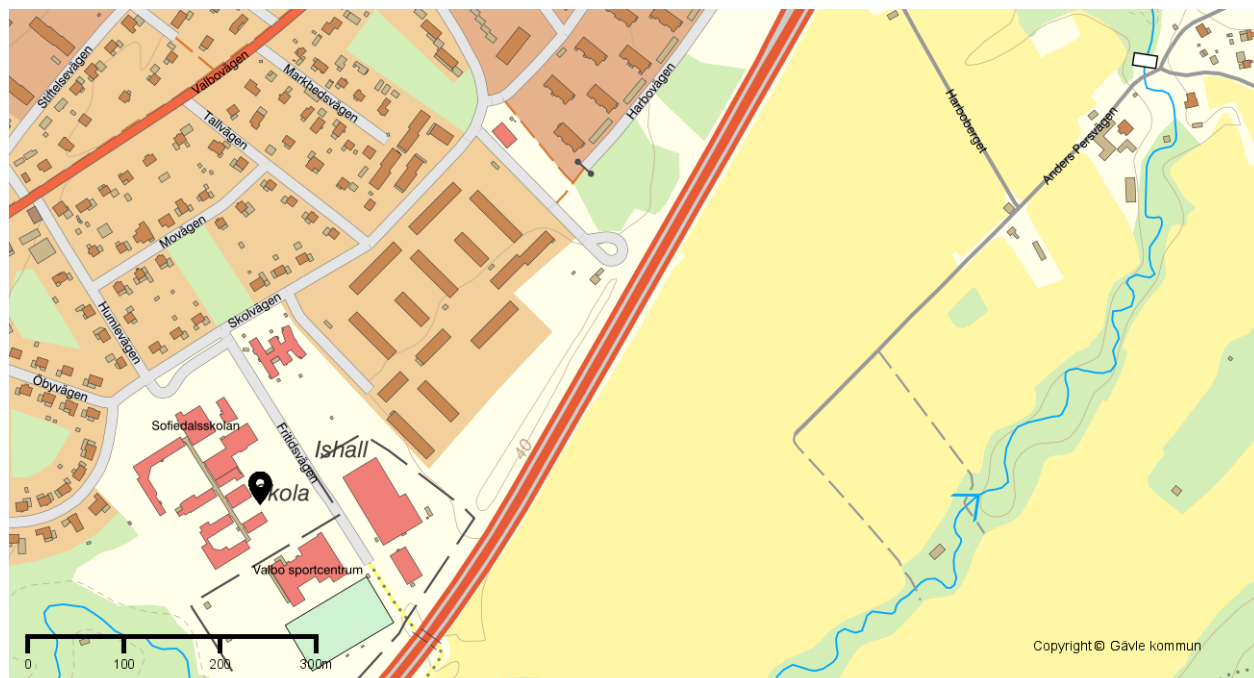 Stiftelsevägen
Valbovägen
Markhedsvägen
Tallvägen
Harbovägen
Harboberget
Anders Persvägen
Movägen
Humlevägen
Skolvägen
Öbyvägen
Sofiedalsskolan
Fritidsvägen
Ishall
40
Skola
Valbo sportcentrum
0 100 200 300m
Copyright © Gävle kommun